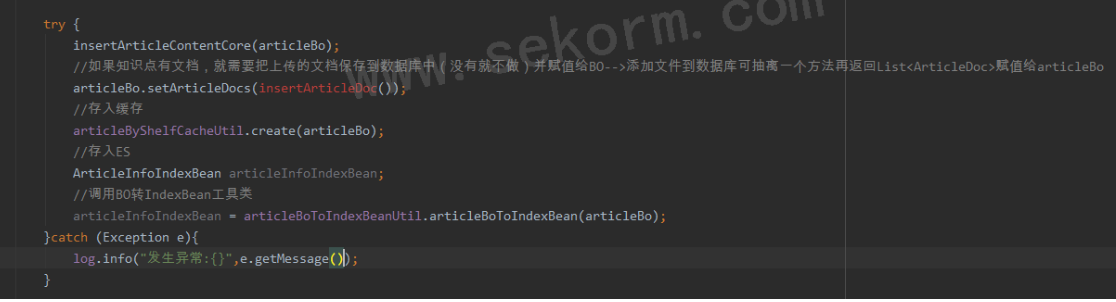 www.sekorm.com
try {
insertArticleContentCore(articleBo);
//如果知识点有文档，就需要把上传的文档保存到数据库中（没有就不做）并赋值给BO-->添加文件到数据库可抽离一个方法再返回List<ArticleDoc>赋值给articleBo
articleBo.setArticleDocs(insertArticleDoc());
//存入缓存
articleByShelfCacheUtil.create(articleBo);
//存入ES
ArticleInfoIndexBean articleInfoIndexBean;
//调用BO转IndexBean工具类
articleInfoIndexBean = articleBoToIndexBeanUtil.articleBoToIndexBean(articleBo);
}catch (Exception e){
log.info("发生异常:{}",e.getMessage());
}